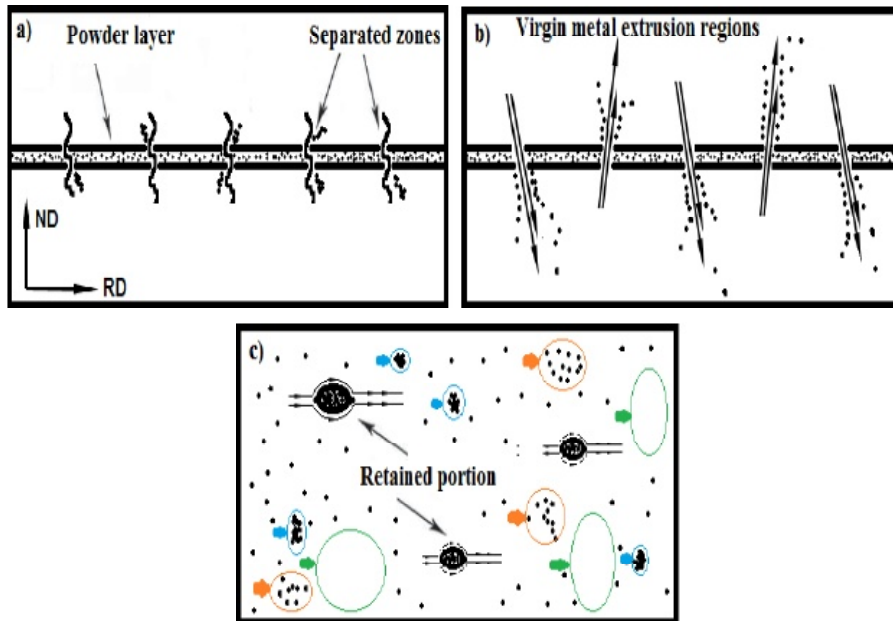 a)
Powder layer
Separated zones
ND
RD
b)
Virgin metal extrusion regions
c)
Retained portion